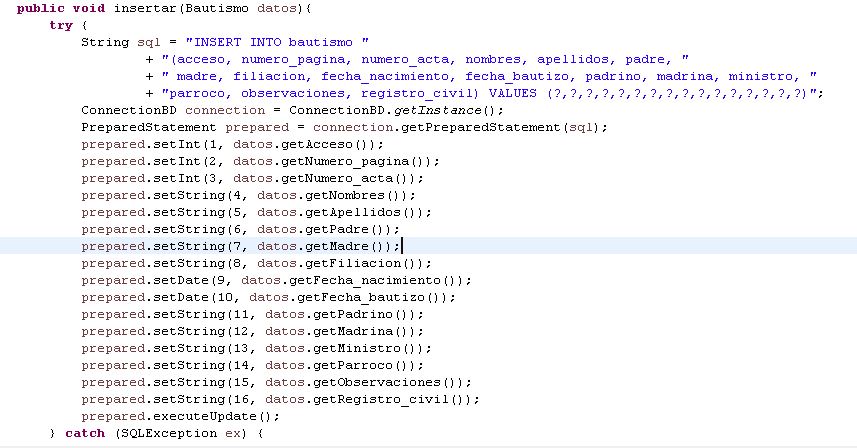 public void insertar(Bautismo datos){
try {
String sql = "INSERT INTO bautismo "
+ "(acceso, numero_pagina, numero_acta, nombres, apellidos, padre, "
+ " madre, filiacion, fecha_nacimiento, fecha_bautizo, padrino, madrina, ministro, "
+ "parroco, observaciones, registro_civil) VALUES (?,?,?,?,?,?,?,?,?,?,?,?,?,?,?,?)";
ConnectionBD connection = ConnectionBD.getInstance();
PreparedStatement prepared = connection.getPreparedStatement(sql);
prepared.setInt(1, datos.getAcceso());
prepared.setInt(2, datos.getNumero_pagina());
prepared.setInt(3, datos.getNumero_acta());
prepared.setString(4, datos.getNombres());
prepared.setString(5, datos.getApellidos());
prepared.setString(6, datos.getPadre());
prepared.setString(7, datos.getMadre());
prepared.setString(8, datos.getFiliacion());
prepared.setDate(9, datos.getFecha_nacimiento());
prepared.setDate(10, datos.getFecha_bautizo());
prepared.setString(11, datos.getPadrino());
prepared.setString(12, datos.getMadrina());
prepared.setString(13, datos.getMinistro());
prepared.setString(14, datos.getParroco());
prepared.setString(15, datos.getObservaciones());
prepared.setString(16, datos.getRegistro_civil());
prepared.executeUpdate();
} catch (SQLException ex) {